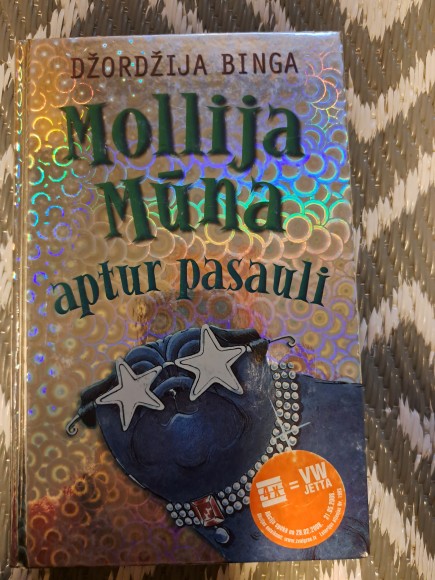 DŽORDŽIJA BINGA
Mollija
Mūna
aptur pasauli
= VW
JETTA